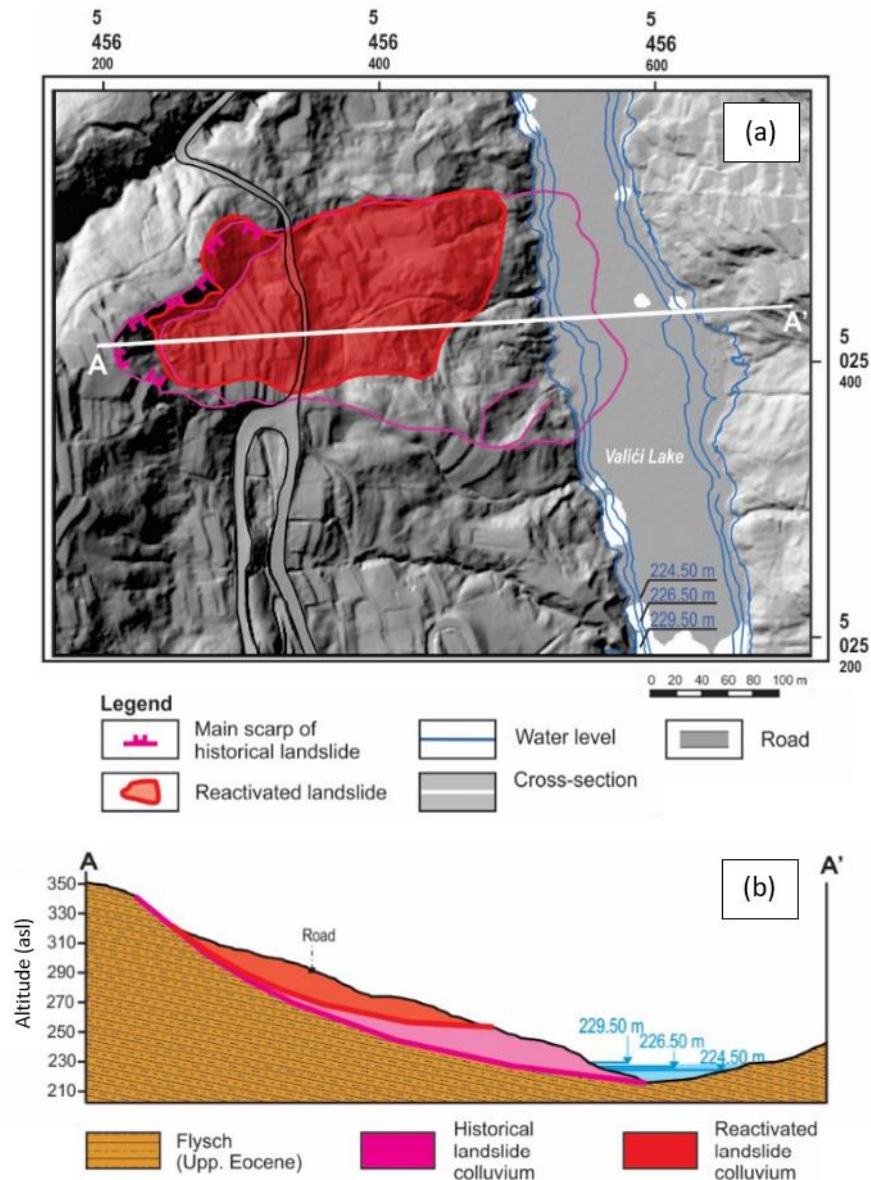 5 5 5
456 456 456
200 400 600
(a)
A
A'
5
025
400
Valići Lake
224.50 m
226.50 m
229.50 m
5
025
200
0 20 40 60 80 100 m
Legend
Main scarp of
historical landslide
Water level
Road
Reactivated landslide
Cross-section
A
A'
(b)
350
330
310
290
270
250
230
210
Altitude (asl)
Road
229.50 m
226.50 m
224.50 m
Flysch
(Upp. Eocene)
Historical
landslide
colluvium
Reactivated
landslide
colluvium